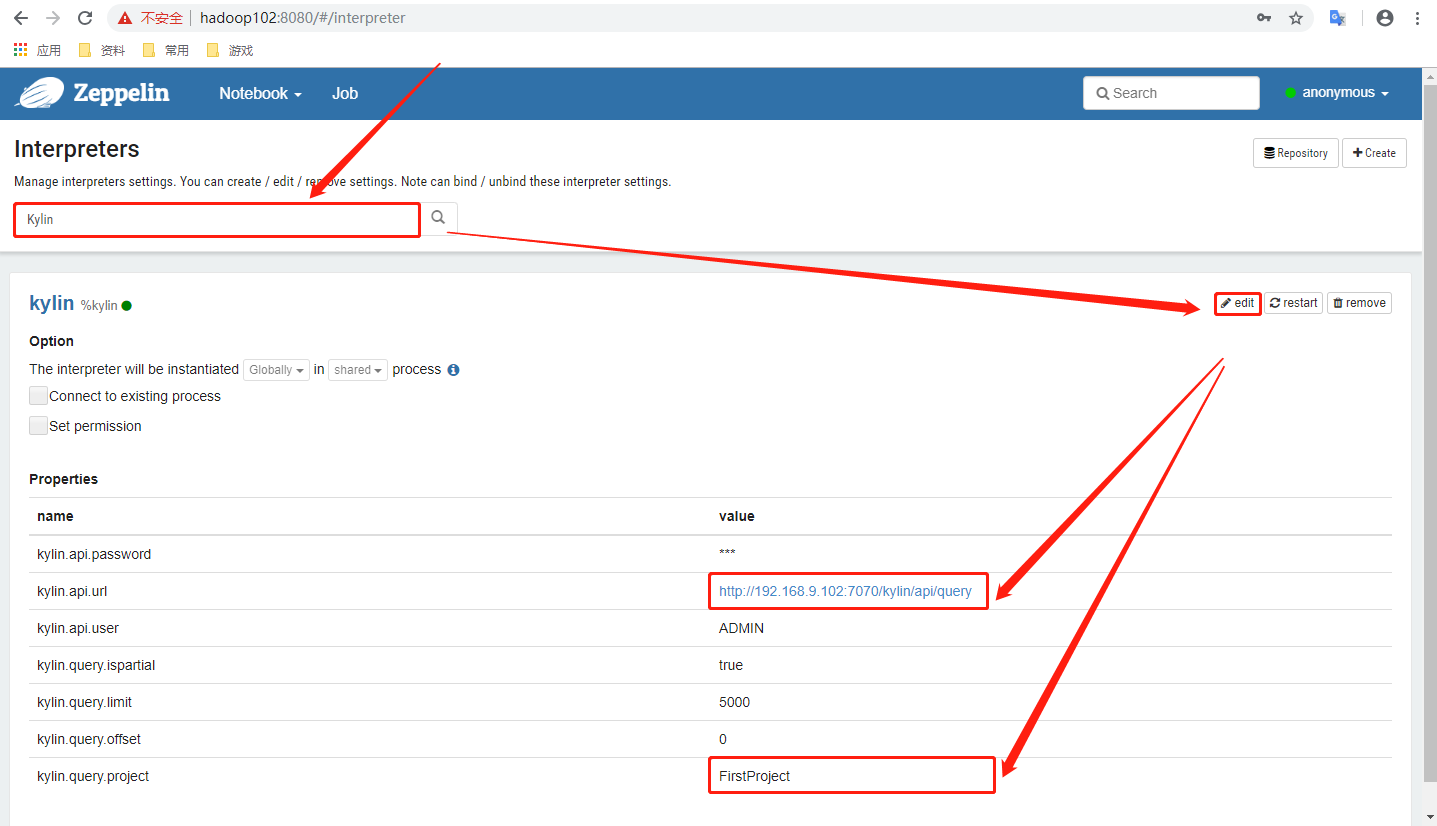 不安全 hadoop102:8080/#/interpreter
应用 资料 常用 游戏
Zeppelin Notebook Job Search anonymous
Interpreters
Repository Create
Manage interpreters settings. You can create / edit / remove settings. Note can bind / unbind these interpreter settings.
Kylin
kylin %kylin edit restart remove
Option
The interpreter will be instantiated Globally in shared process
Connect to existing process
Set permission
Properties
name value
kylin.api.password ***
kylin.api.url http://192.168.9.102:7070/kylin/api/query
kylin.api.user ADMIN
kylin.query.ispartial true
kylin.query.limit 5000
kylin.query.offset 0
kylin.query.project FirstProject